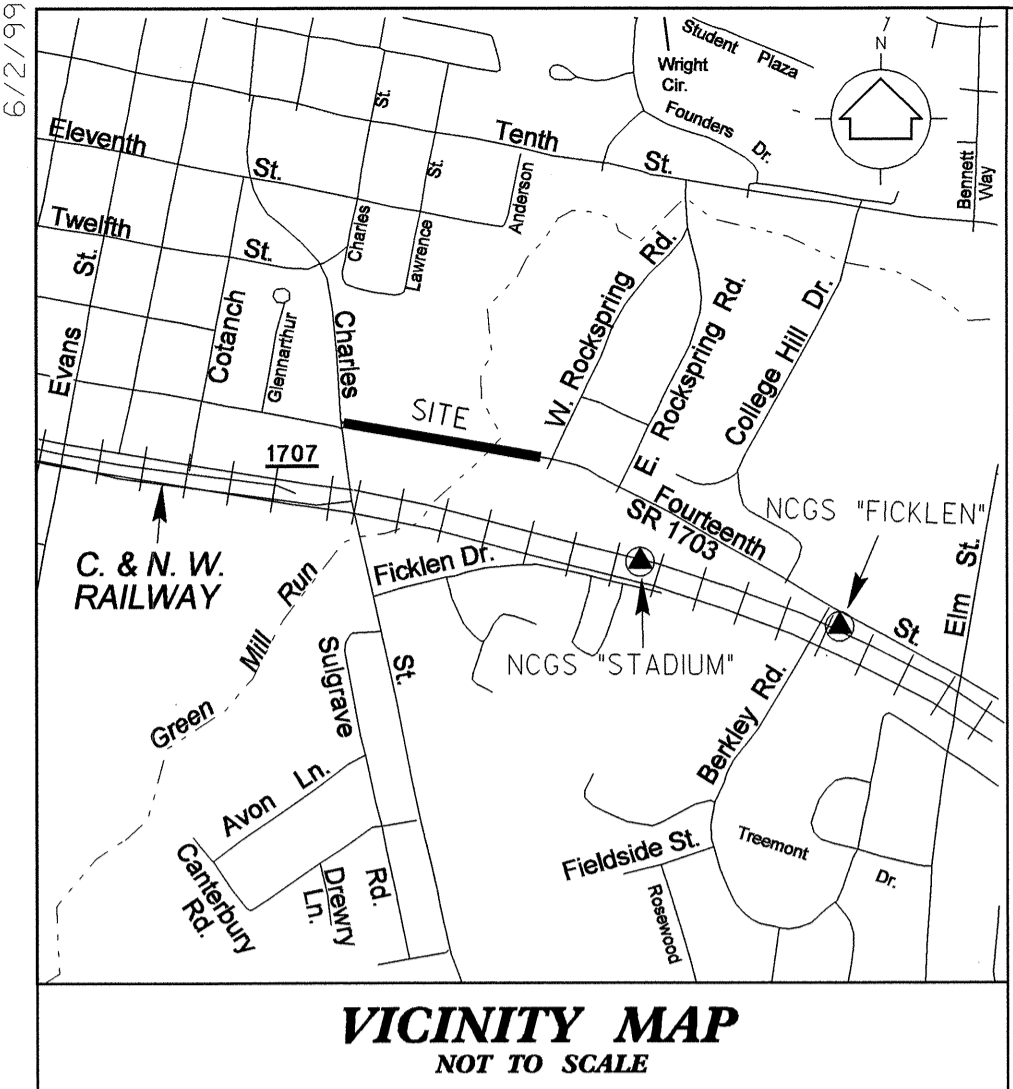 6/2/99
Student Plaza
Wright
Cir.
Founders Dr.
N
Bennett
Way
Eleventh St.
Tenth St.
St.
St.
Anderson
Charles
Lawrence
Twelfth St.
Evans St.
Cotanch
Glennarthur
Charles St.
W. Rockspring Rd.
E. Rockspring Rd.
College Hill Dr.
SITE
1707
Fourteenth St.
SR 1703
NCGS "FICKLEN"
Elm St.
C. & N. W.
RAILWAY
Ficklen Dr.
NCGS "STADIUM"
Green Mill Run
Sulgrave Rd.
Berkley Rd.
Avon Ln.
Canterbury
Rd.
Drewry
Ln.
Fieldside St.
Rosewood
Treemont Dr.
VICINITY MAP
NOT TO SCALE